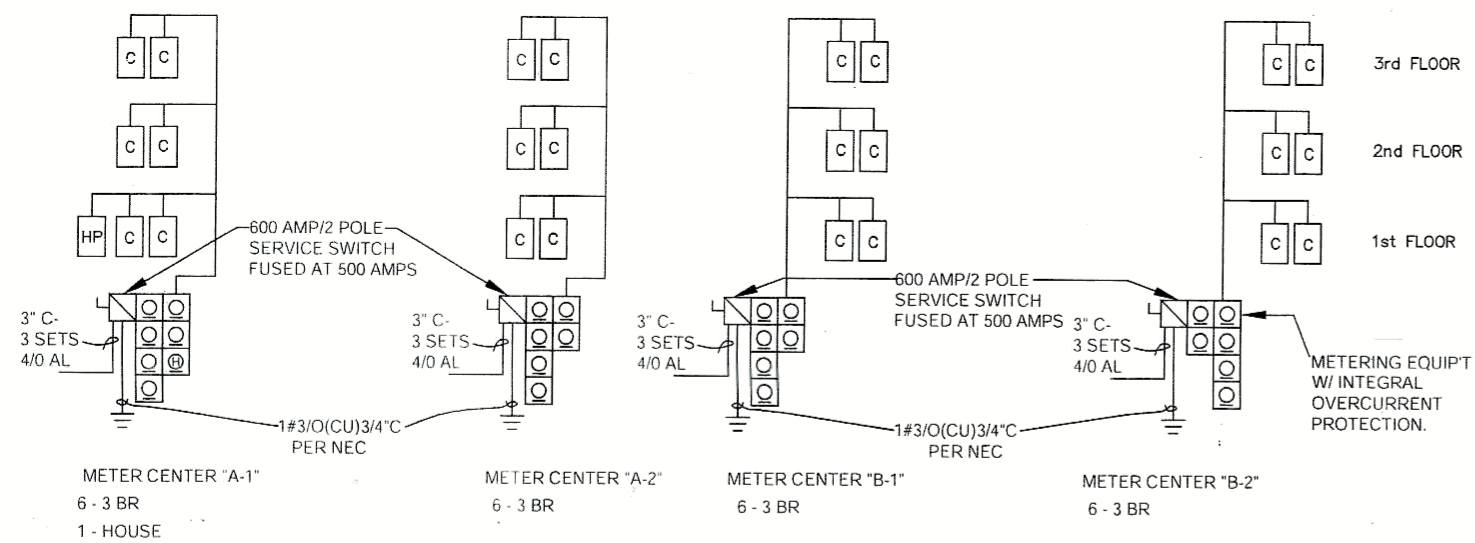 C C
C C
C C
C C
3rd FLOOR
C C
C C
C C
C C
2nd FLOOR
HP C C
C C
C C
C C
1st FLOOR
600 AMP/2 POLE
SERVICE SWITCH
FUSED AT 500 AMPS
600 AMP/2 POLE
SERVICE SWITCH
FUSED AT 500 AMPS
3" C-
3 SETS
4/0 AL
H
3" C-
3 SETS
4/0 AL
3" C-
3 SETS
4/0 AL
3" C-
3 SETS
4/0 AL
METERING EQUIP'T
W/ INTEGRAL
OVERCURRENT
PROTECTION.
1#3/O(CU)3/4"C
PER NEC
1#3/O(CU)3/4"C
PER NEC
METER CENTER "A-1"
6 - 3 BR
1 - HOUSE
METER CENTER "A-2"
6 - 3 BR
METER CENTER "B-1"
6 - 3 BR
METER CENTER "B-2"
6 - 3 BR